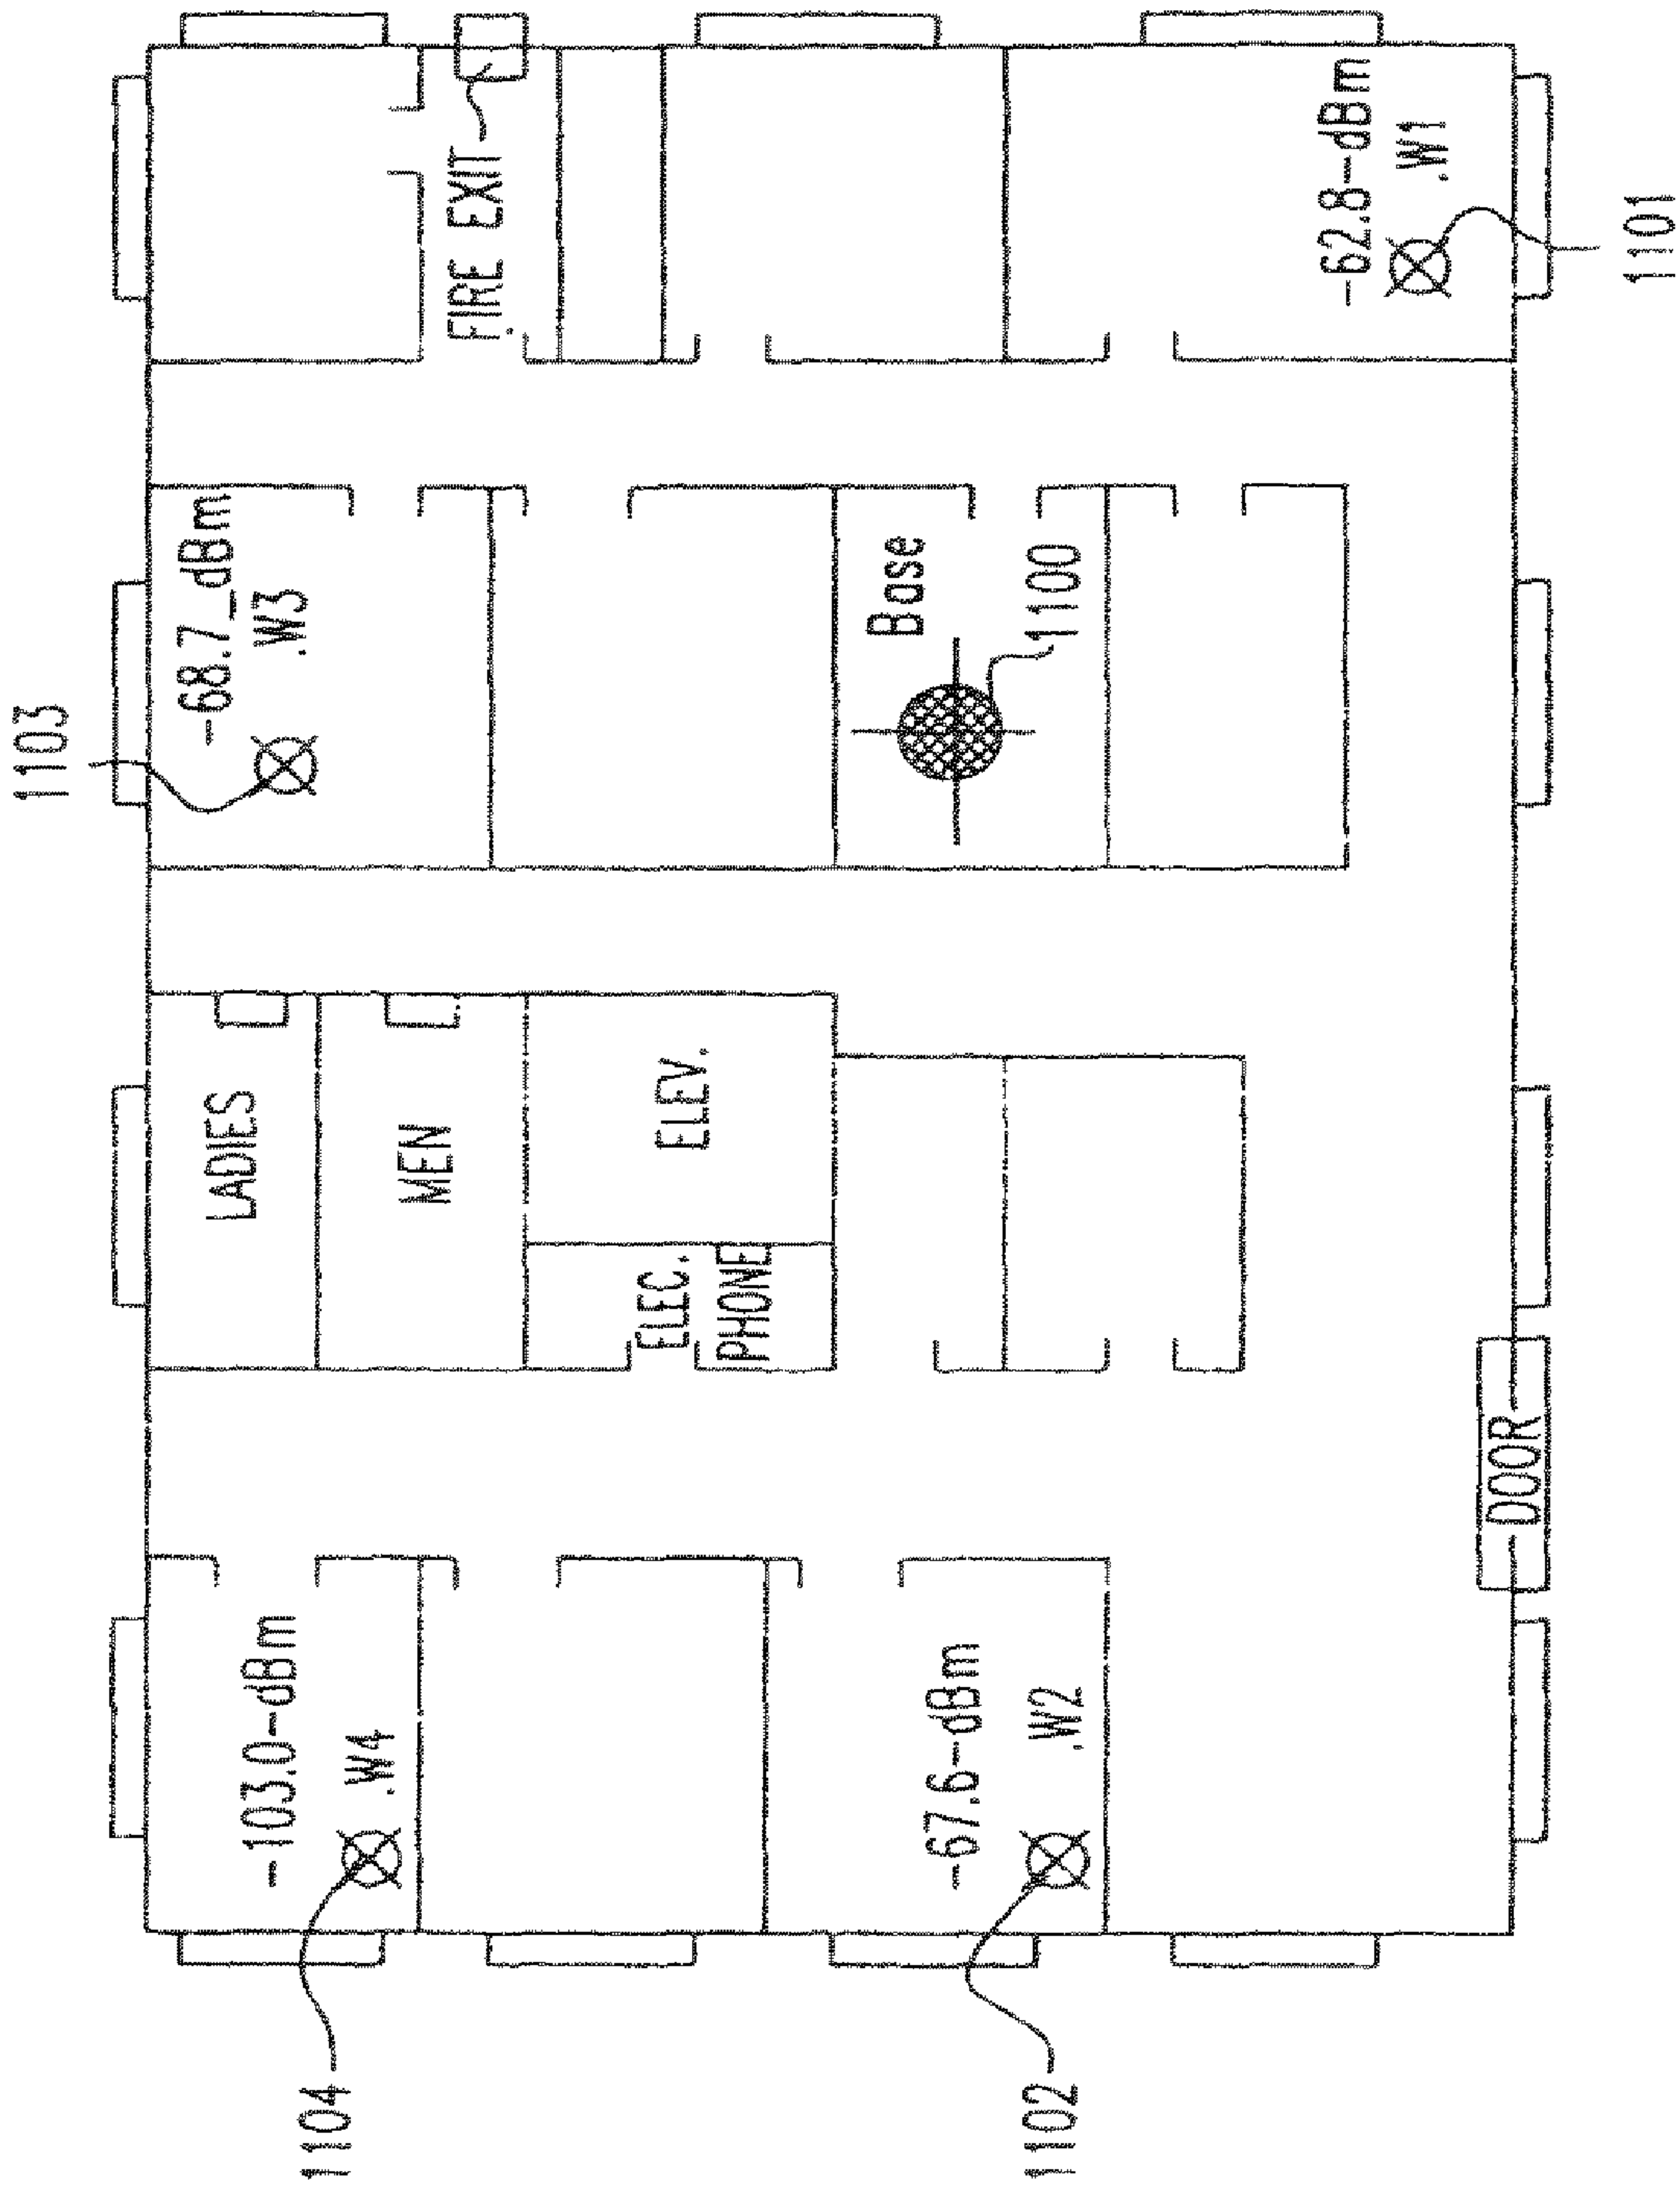 1104
-103.0-dBm
.W4
LADIES
MEN
1103
-68.7_dBm
.W3
FIRE EXIT
ELEC.
PHONE
ELEV.
1102
-67.6-dBm
.W2
Base
1100
DOOR
-62.8-dBm
.W1
1101